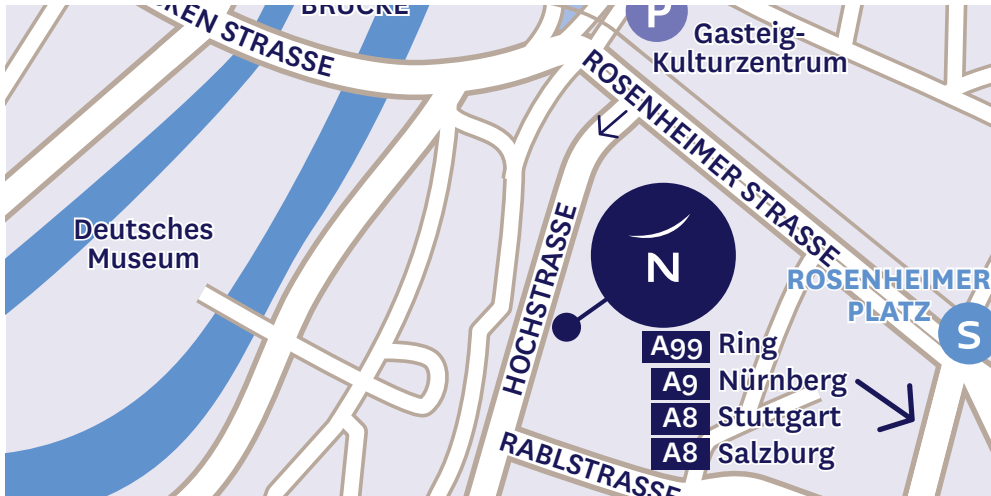 BRÜCKE
KEN STRASSE
P
Gasteig-
Kulturzentrum
ROSENHEIMER STRASSE
Deutsches
Museum
HOCHSTRASSE
N
ROSENHEIMER
PLATZ
S
A99 Ring
A9 Nürnberg
A8 Stuttgart
A8 Salzburg
RABLSTRASSE